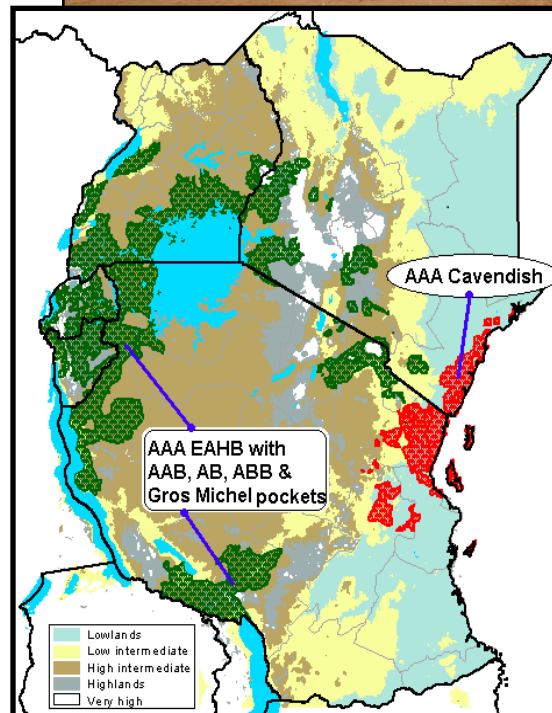 AAA Cavendish
AAA EAHB with
AAB, AB, ABB &
Gros Michel pockets
Lowlands
Low intermediate
High intermediate
Highlands
Very high